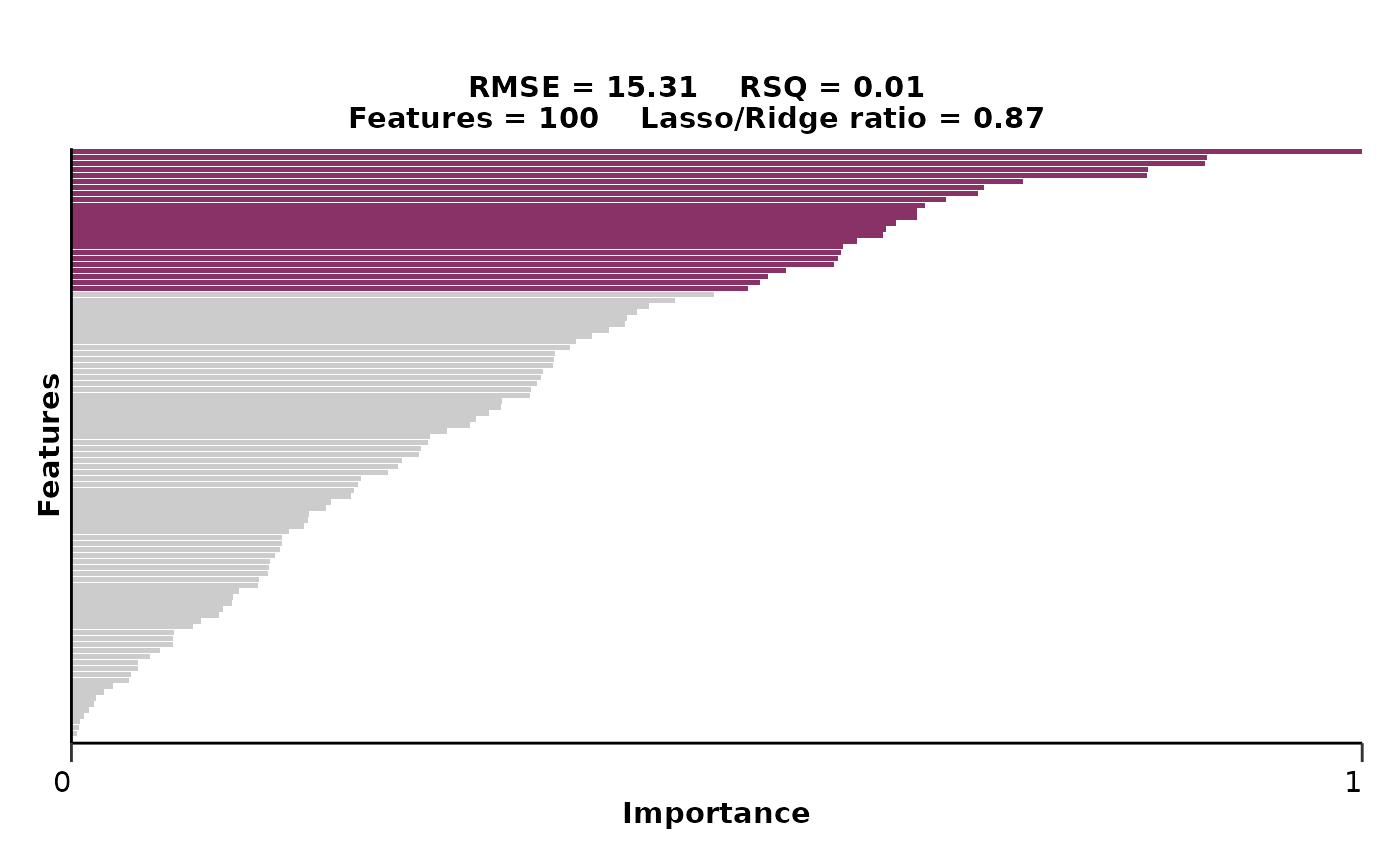 RMSE = 15.31 RSQ = 0.01
Features = 100 Lasso/Ridge ratio = 0.87
Features
0 1
Importance